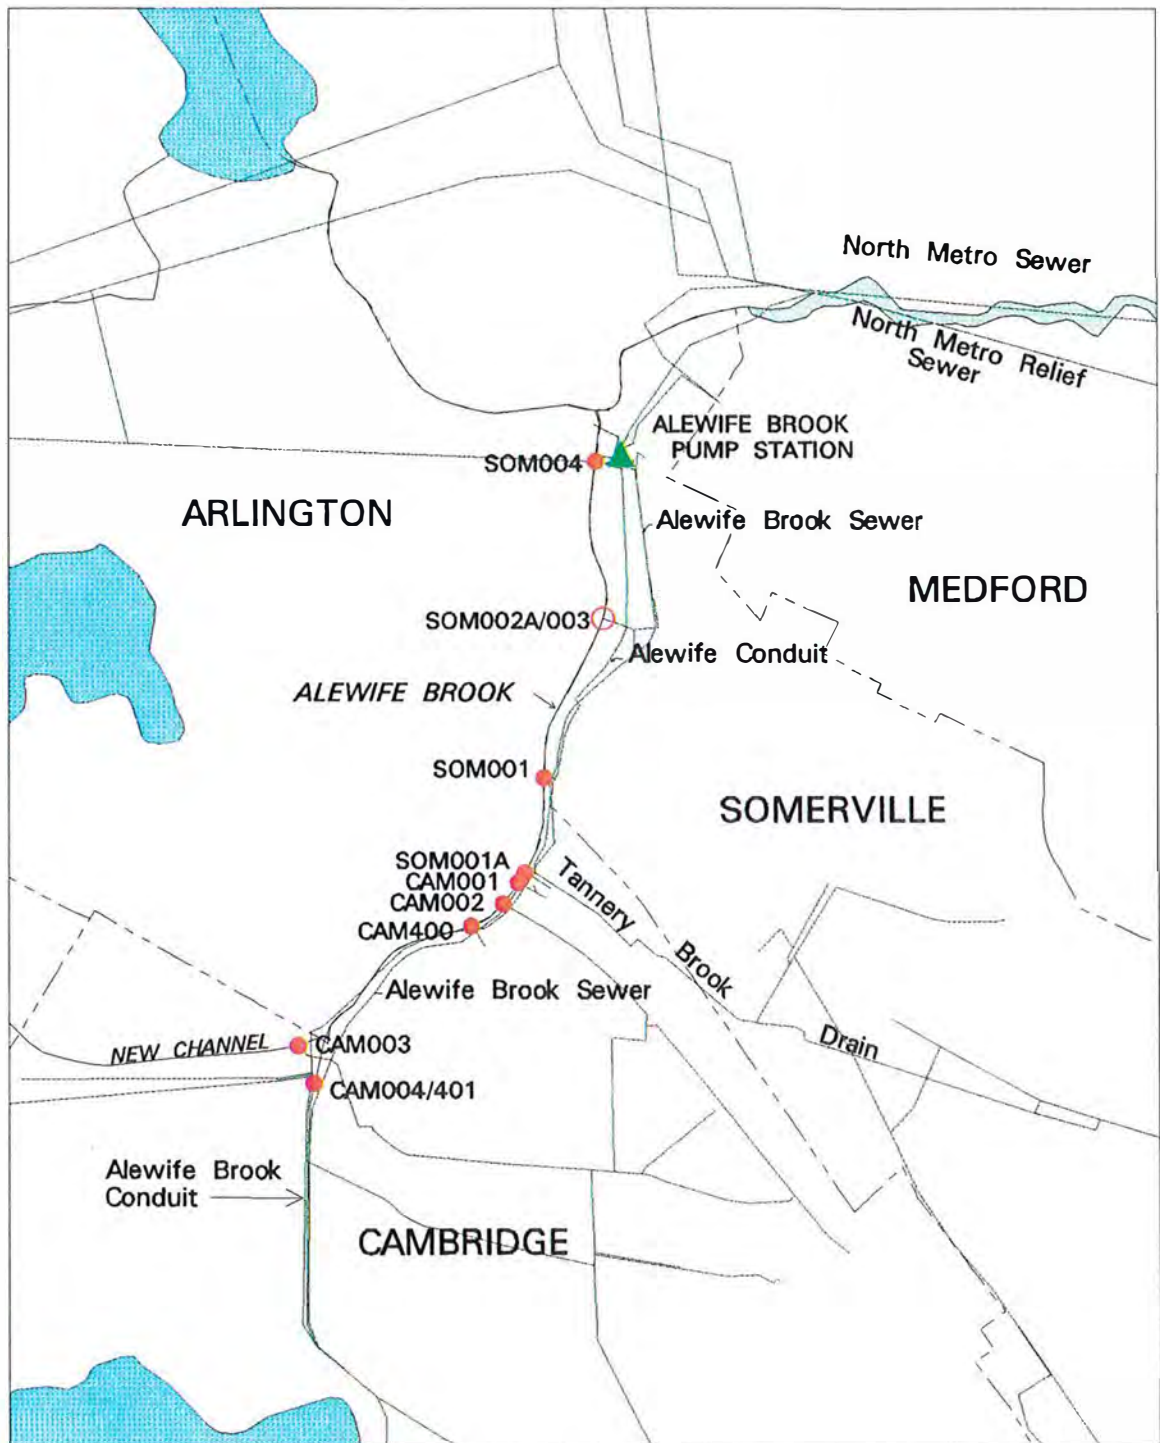 North Metro Sewer
North Metro Relief
Sewer
ALEWIFE BROOK
PUMP STATION
SOM004
ARLINGTON
Alewife Brook Sewer
MEDFORD
SOM002A/003
Alewife Conduit
ALEWIFE BROOK
SOM001
SOMERVILLE
SOM001A
CAM001
CAM002
CAM400
Tannery
Brook
Drain
Alewife Brook Sewer
NEW CHANNEL
CAM003
CAM004/401
Alewife Brook
Conduit
CAMBRIDGE